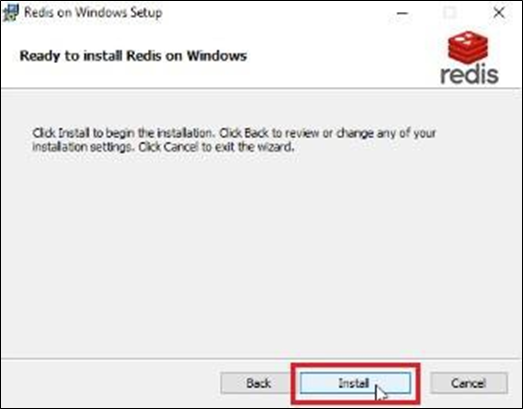 Redis on Windows Setup
Ready to install Redis on Windows
redis
Click Install to begin the installation. Click Back to review or change any of your
installation settings. Click Cancel to exit the wizard.
Back
Install
Cancel